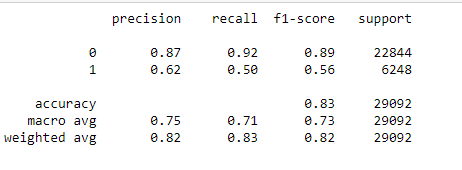 precision recall f1-score support
0 0.87 0.92 0.89 22844
1 0.62 0.50 0.56 6248
accuracy 0.83 29092
macro avg 0.75 0.71 0.73 29092
weighted avg 0.82 0.83 0.82 29092